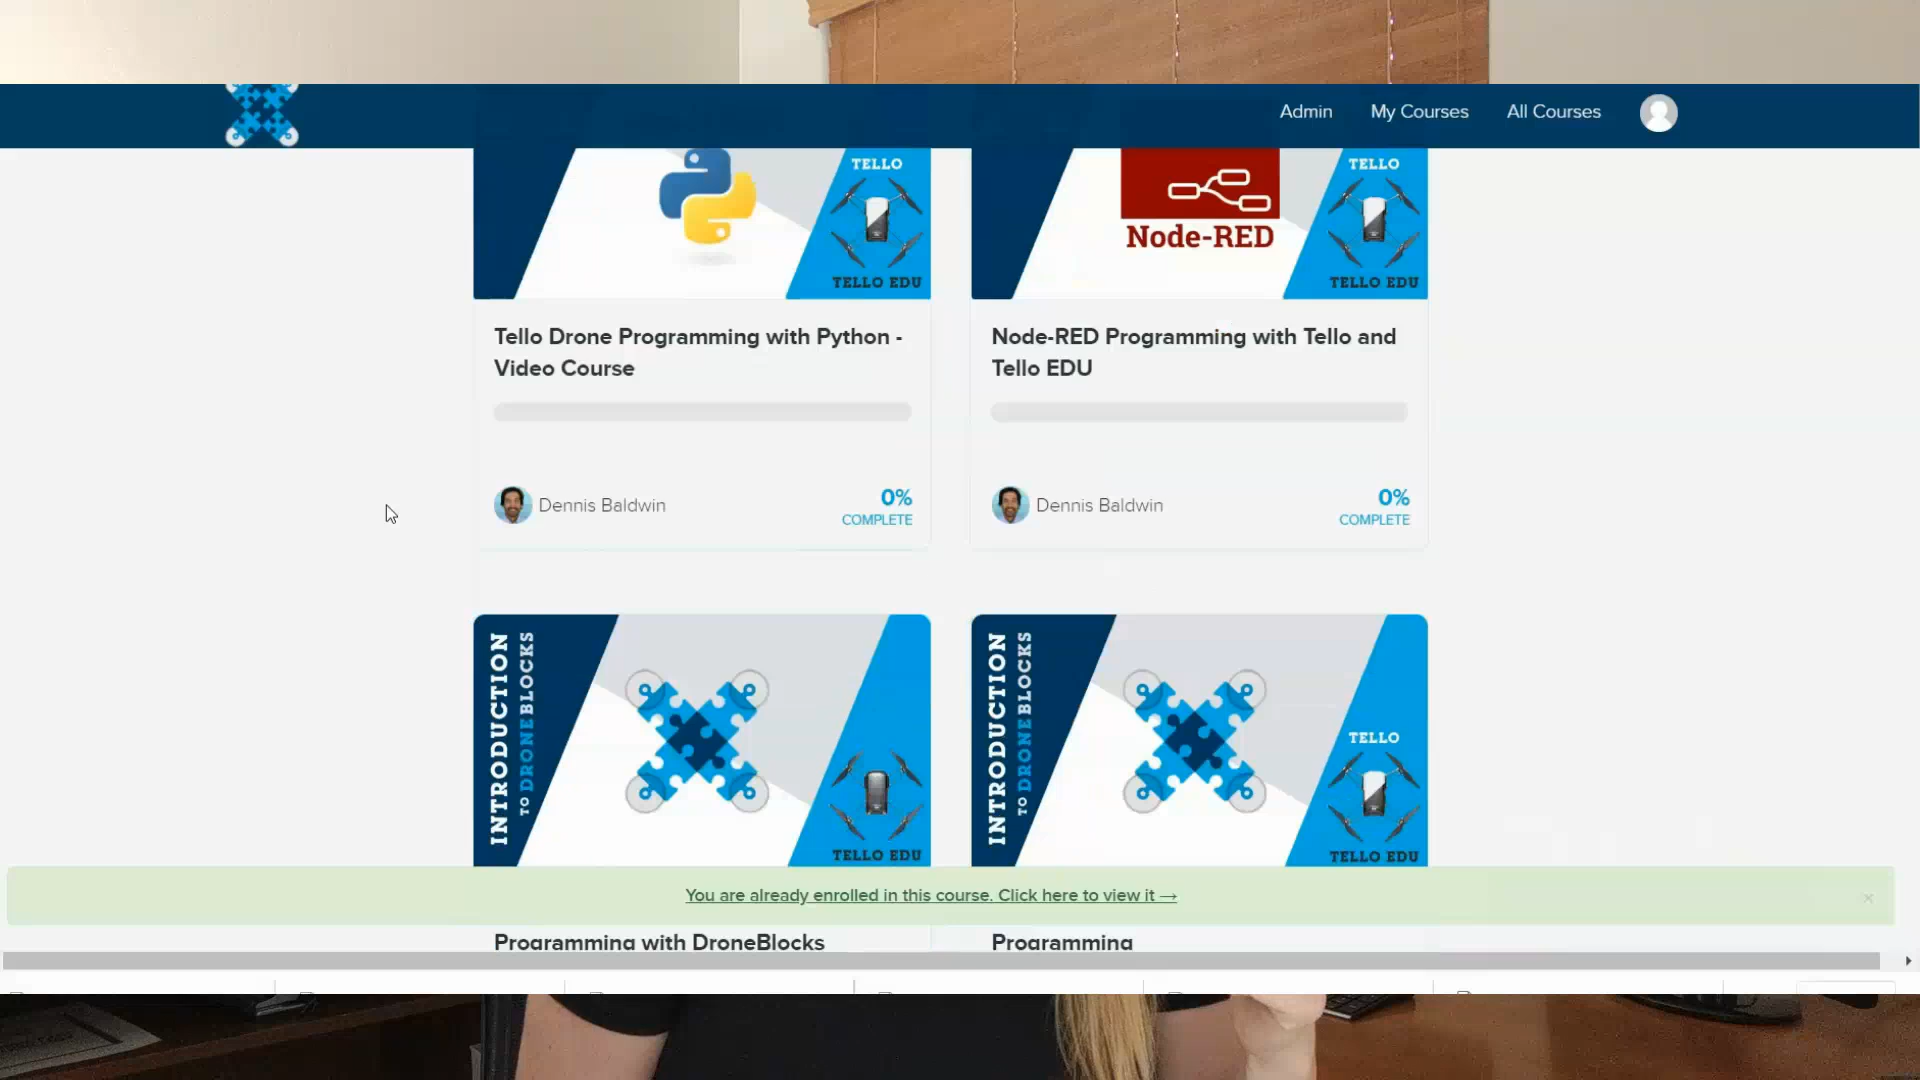 Admin My Courses All Courses
TELLO
TELLO EDU
Node-RED
TELLO
TELLO EDU
Tello Drone Programming with Python -
Video Course
Node-RED Programming with Tello and
Tello EDU
Dennis Baldwin
0%
COMPLETE
Dennis Baldwin
0%
COMPLETE
INTRODUCTION
TO DRONEBLOCKS
TELLO EDU
INTRODUCTION
TO DRONEBLOCKS
TELLO
TELLO EDU
You are already enrolled in this course. Click here to view it →
Programming with DroneBlocks
Programming